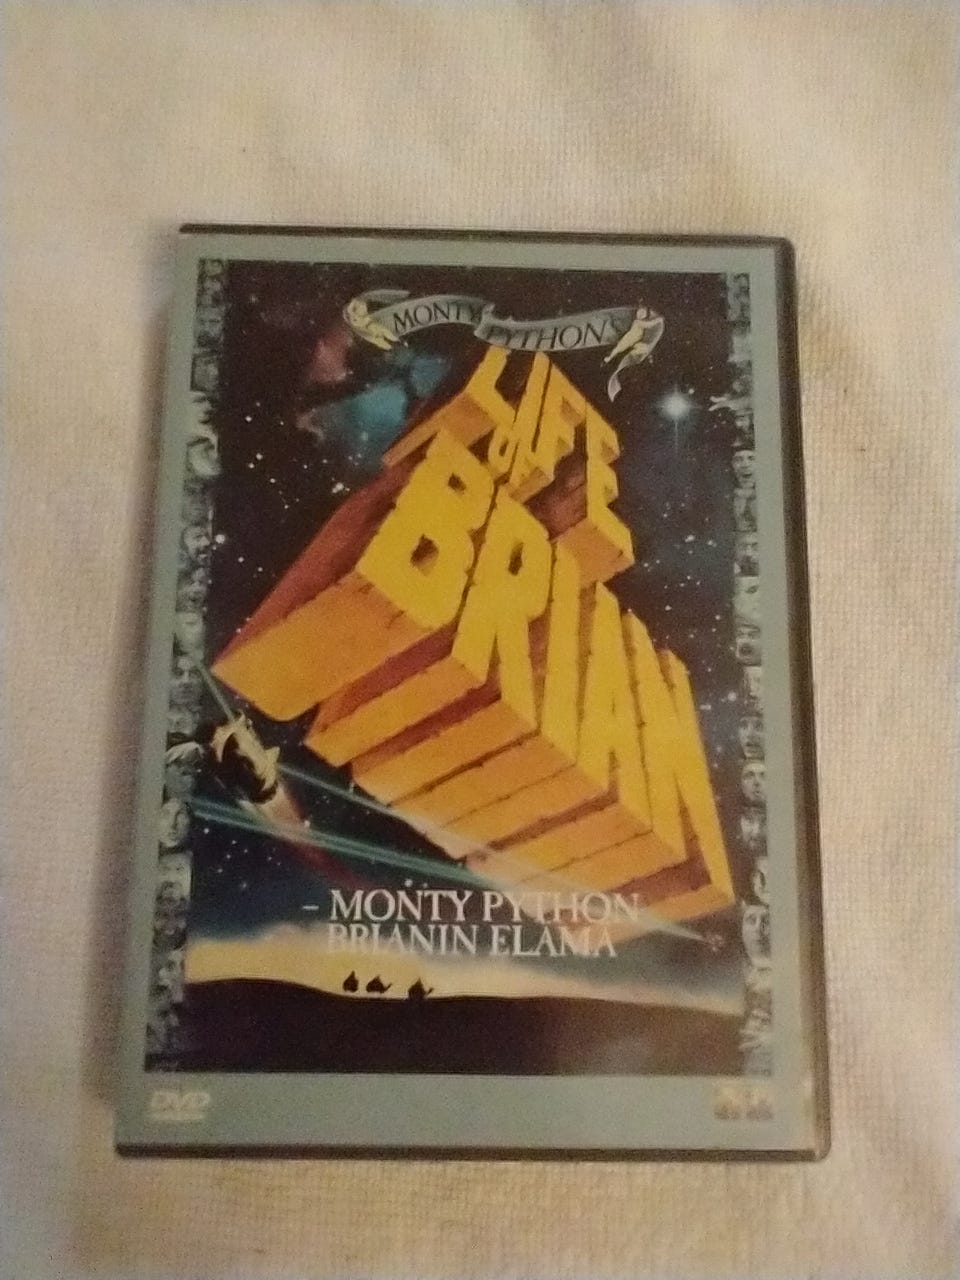 MONTY PYTHON'S
LIFE
OF
BRIAN
- MONTY PYTHON
BRIANIN ELÄMÄ
DVD